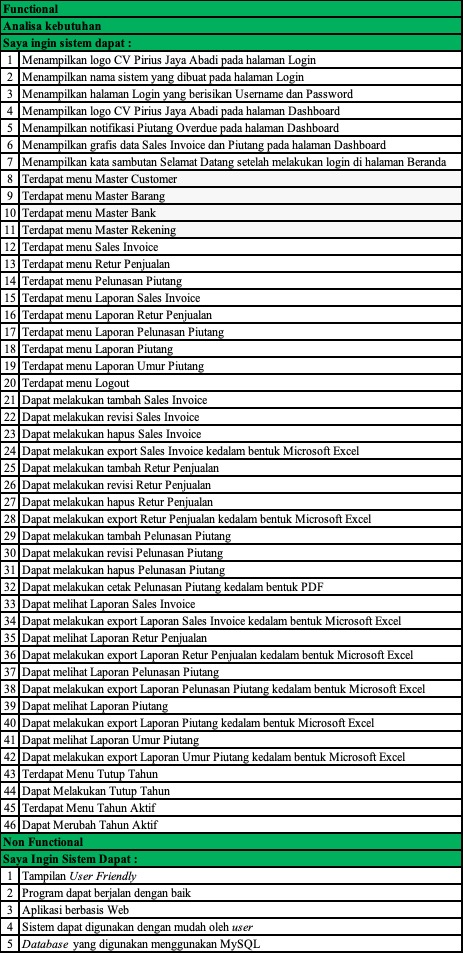 Functional
Analisa kebutuhan
Saya ingin sistem dapat :
1 Menampilkan logo CV Pirius Jaya Abadi pada halaman Login
2 Menampilkan nama sistem yang dibuat pada halaman Login
3 Menampilkan halaman Login yang berisikan Username dan Password
4 Menampilkan logo CV Pirius Jaya Abadi pada halaman Dashboard
5 Menampilkan notifikasi Piutang Overdue pada halaman Dashboard
6 Menampilkan grafis data Sales Invoice dan Piutang pada halaman Dashboard
7 Menampilkan kata sambutan Selamat Datang setelah melakukan login di halaman Beranda
8 Terdapat menu Master Customer
9 Terdapat menu Master Barang
10 Terdapat menu Master Bank
11 Terdapat menu Master Rekening
12 Terdapat menu Sales Invoice
13 Terdapat menu Retur Penjualan
14 Terdapat menu Pelunasan Piutang
15 Terdapat menu Laporan Sales Invoice
16 Terdapat menu Laporan Retur Penjualan
17 Terdapat menu Laporan Pelunasan Piutang
18 Terdapat menu Laporan Piutang
19 Terdapat menu Laporan Umur Piutang
20 Terdapat menu Logout
21 Dapat melakukan tambah Sales Invoice
22 Dapat melakukan revisi Sales Invoice
23 Dapat melakukan hapus Sales Invoice
24 Dapat melakukan export Sales Invoice kedalam bentuk Microsoft Excel
25 Dapat melakukan tambah Retur Penjualan
26 Dapat melakukan revisi Retur Penjualan
27 Dapat melakukan hapus Retur Penjualan
28 Dapat melakukan export Retur Penjualan kedalam bentuk Microsoft Excel
29 Dapat melakukan tambah Pelunasan Piutang
30 Dapat melakukan revisi Pelunasan Piutang
31 Dapat melakukan hapus Pelunasan Piutang
32 Dapat melakukan cetak Pelunasan Piutang kedalam bentuk PDF
33 Dapat melihat Laporan Sales Invoice
34 Dapat melakukan export Laporan Sales Invoice kedalam bentuk Microsoft Excel
35 Dapat melihat Laporan Retur Penjualan
36 Dapat melakukan export Laporan Retur Penjualan kedalam bentuk Microsoft Excel
37 Dapat melihat Laporan Pelunasan Piutang
38 Dapat melakukan export Laporan Pelunasan Piutang kedalam bentuk Microsoft Excel
39 Dapat melihat Laporan Piutang
40 Dapat melakukan export Laporan Piutang kedalam bentuk Microsoft Excel
41 Dapat melihat Laporan Umur Piutang
42 Dapat melakukan export Laporan Umur Piutang kedalam bentuk Microsoft Excel
43 Terdapat Menu Tutup Tahun
44 Dapat Melakukan Tutup Tahun
45 Terdapat Menu Tahun Aktif
46 Dapat Merubah Tahun Aktif
Non Functional
Saya Ingin Sistem Dapat :
1 Tampilan User Friendly
2 Program dapat berjalan dengan baik
3 Aplikasi berbasis Web
4 Sistem dapat digunakan dengan mudah oleh user
5 Database yang digunakan menggunakan MySQL